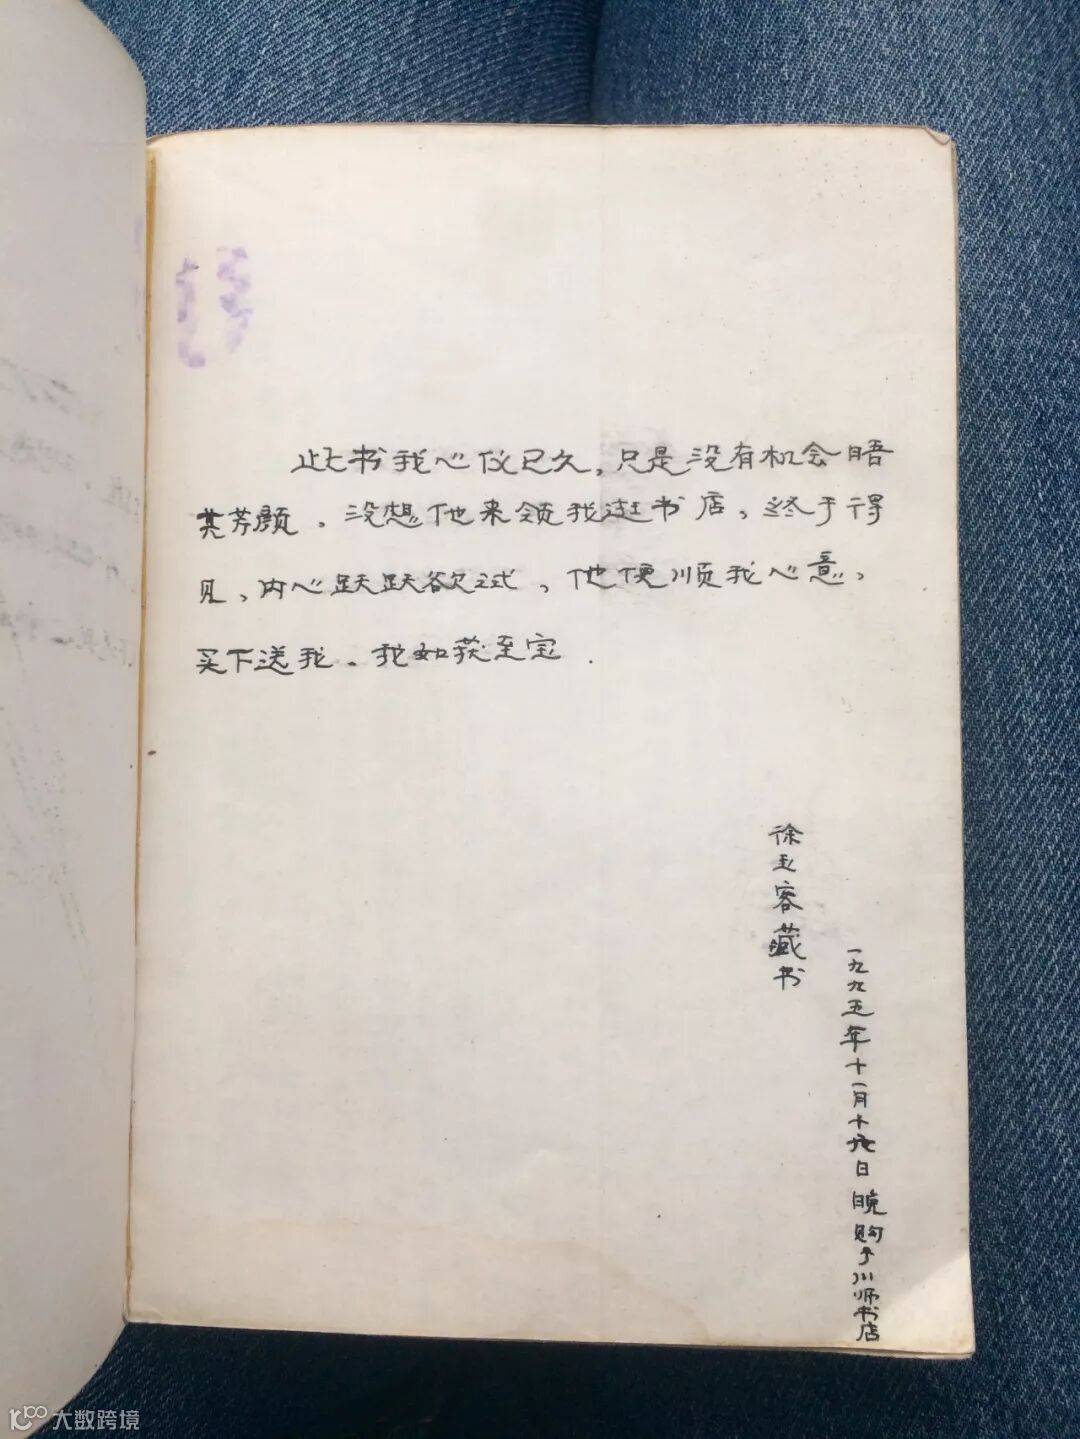 此书我心仪已久，只是没有机会晤
其芳颜。没想他来领我逛书店，终于得
见，内心跃跃欲试，他便顺我心意，
买下送我。我如获至宝.
徐玉容藏书
一九九五年十一月十九日晚购于川师书店
大数跨境